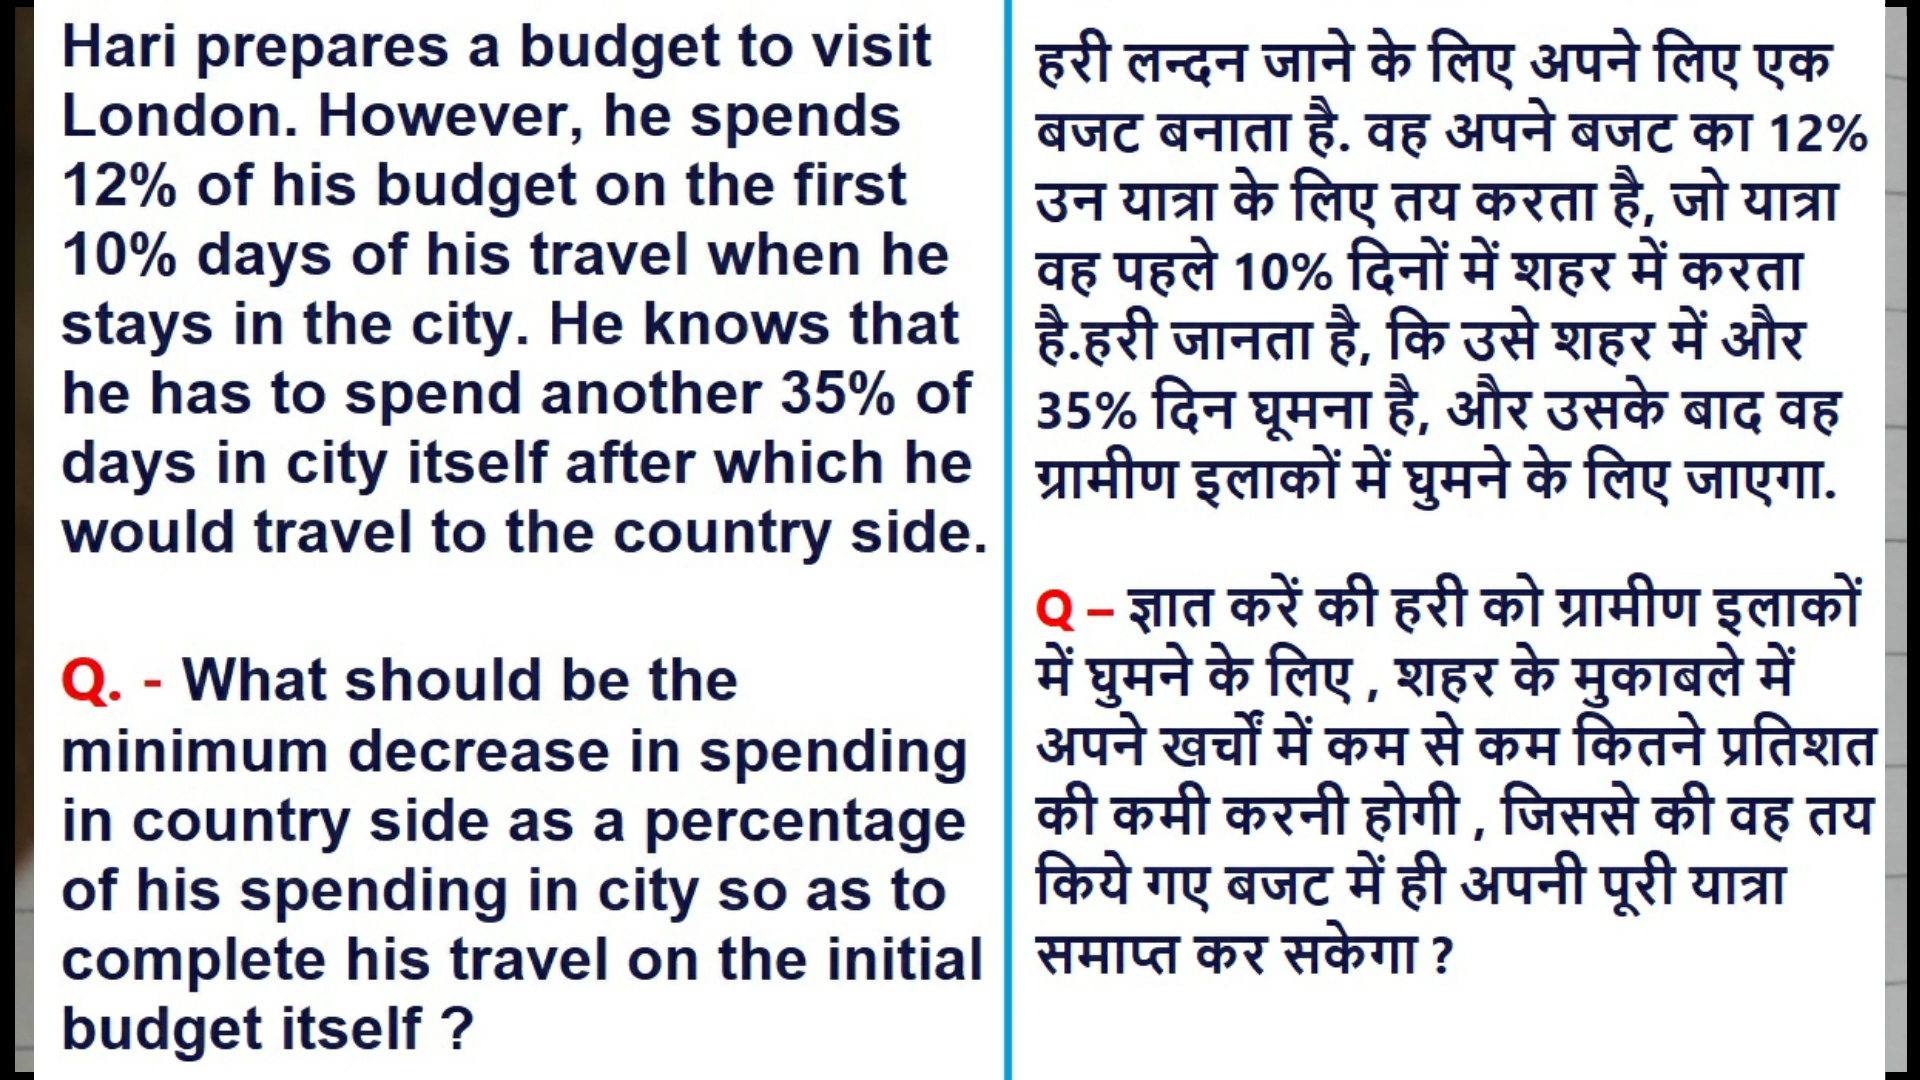 Hari prepares a budget to visit
London. However, he spends
12% of his budget on the first
10% days of his travel when he
stays in the city. He knows that
he has to spend another 35% of
days in city itself after which he
would travel to the country side.
Q. - What should be the
minimum decrease in spending
in country side as a percentage
of his spending in city so as to
complete his travel on the initial
budget itself ?
हरी लन्दन जाने के लिए अपने लिए एक
बजट बनाता है. वह अपने बजट का 12%
उन यात्रा के लिए तय करता है, जो यात्रा
वह पहले 10% दिनों में शहर में करता
है.हरी जानता है, कि उसे शहर में और
35% दिन घूमना है, और उसके बाद वह
ग्रामीण इलाकों में घुमने के लिए जाएगा.
Q – ज्ञात करें की हरी को ग्रामीण इलाकों
में घुमने के लिए , शहर के मुकाबले में
अपने खर्चों में कम से कम कितने प्रतिशत
की कमी करनी होगी , जिससे की वह तय
किये गए बजट में ही अपनी पूरी यात्रा
समाप्त कर सकेगा ?